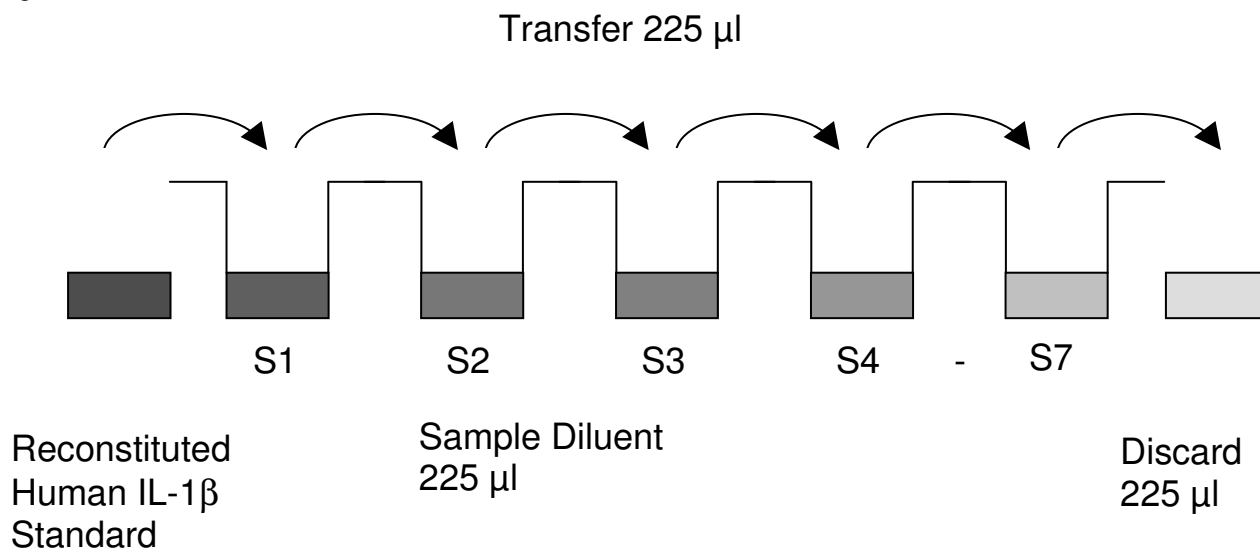 Transfer 225 µl
S1 S2 S3 S4 - S7
Reconstituted
Human IL-1β
Standard
Sample Diluent
225 µl
Discard
225 µl